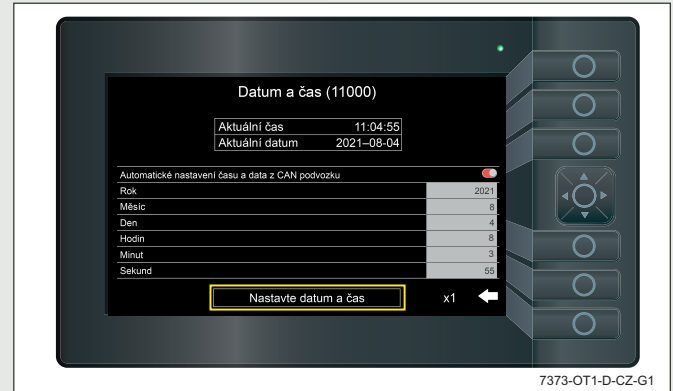 Datum a čas (11000)
Aktuální čas 11:04:55
Aktuální datum 2021–08-04
Automatické nastavení času a data z CAN podvozku
Rok 2021
Měsíc 8
Den 4
Hodin 8
Minut 3
Sekund 55
Nastavte datum a čas x1
7373-OT1-D-CZ-G1